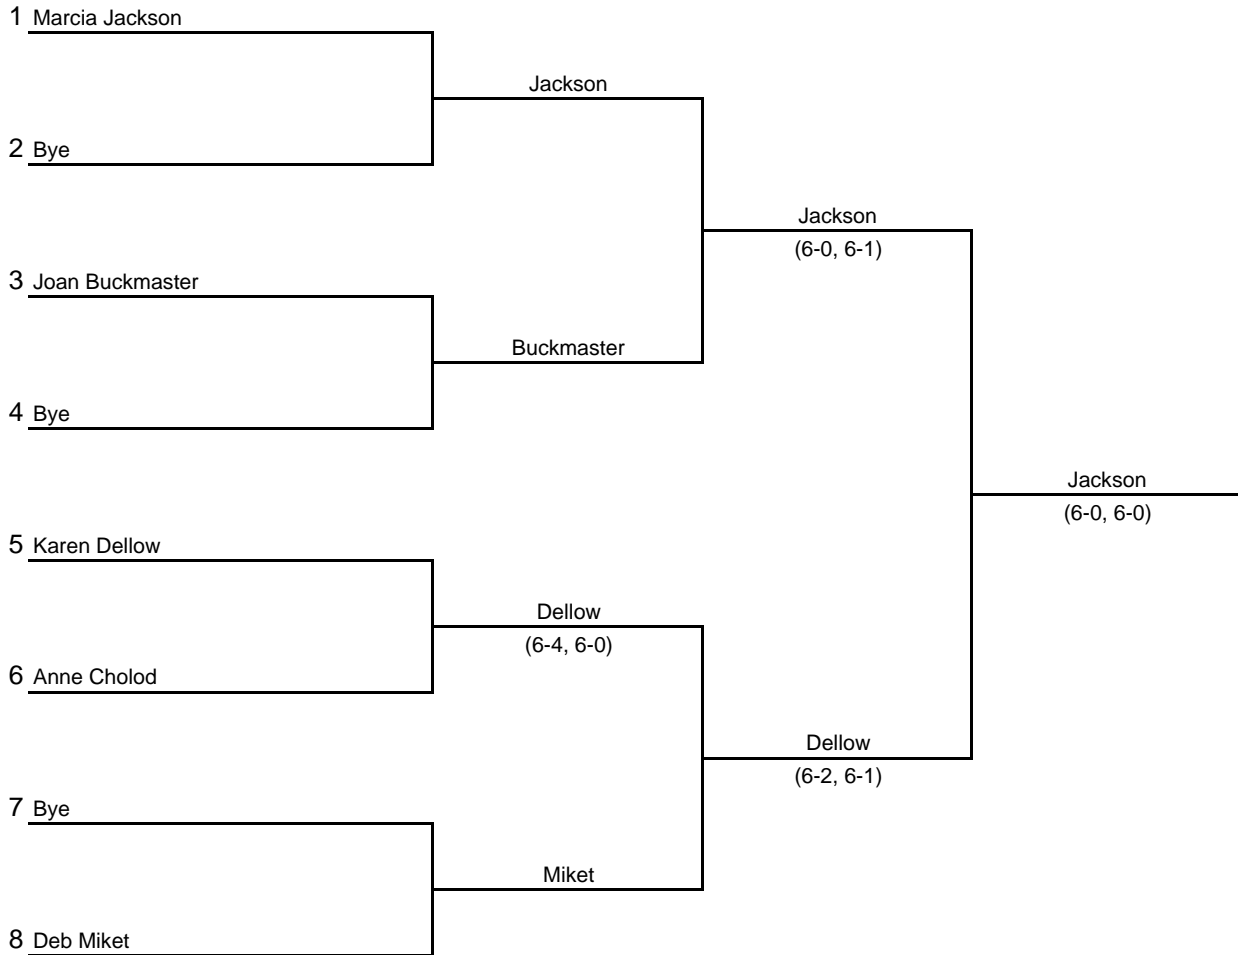 1 Marcia Jackson
Jackson
2 Bye
Jackson
(6-0, 6-1)
3 Joan Buckmaster
Buckmaster
4 Bye
Jackson
(6-0, 6-0)
5 Karen Dellow
Dellow
(6-4, 6-0)
6 Anne Cholod
Dellow
(6-2, 6-1)
7 Bye
Miket
8 Deb Miket